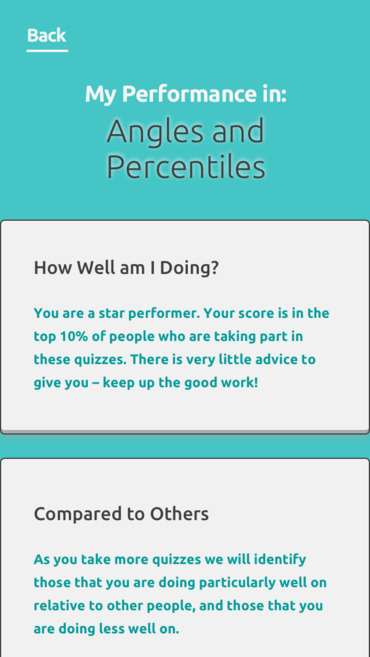 Back
My Performance in:
Angles and
Percentiles
How Well am I Doing?
You are a star performer. Your score is in the
top 10% of people who are taking part in
these quizzes. There is very little advice to
give you – keep up the good work!
Compared to Others
As you take more quizzes we will identify
those that you are doing particularly well on
relative to other people, and those that you
are doing less well on.